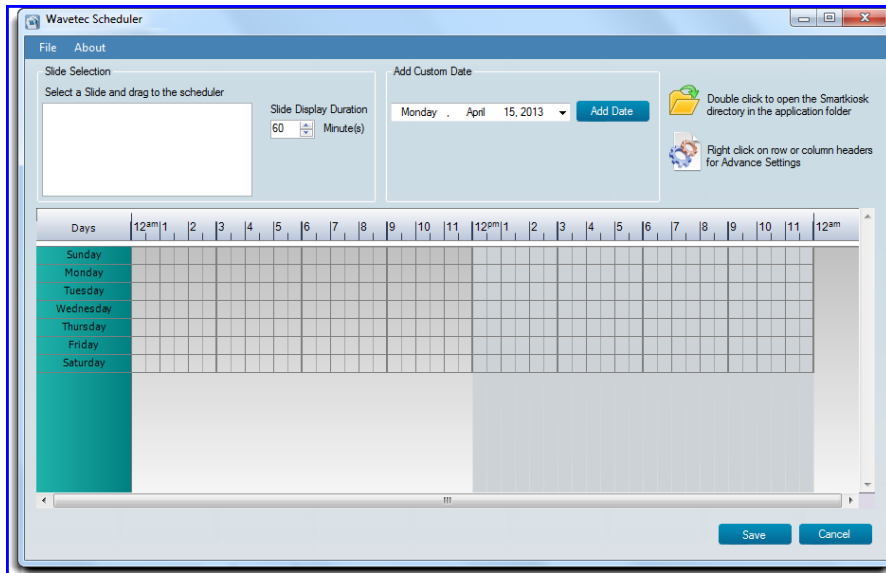 Wavetec Scheduler
File About
Slide Selection
Select a Slide and drag to the scheduler
Slide Display Duration
60 Minute(s)
Add Custom Date
Monday , April 15, 2013
Add Date
Double click to open the Smartkiosk
directory in the application folder
Right click on row or column headers
for Advance Settings
Days 12am 1 2 3 4 5 6 7 8 9 10 11 12pm 1 2 3 4 5 6 7 8 9 10 11 12am
Sunday
Monday
Tuesday
Wednesday
Thursday
Friday
Saturday
Save Cancel